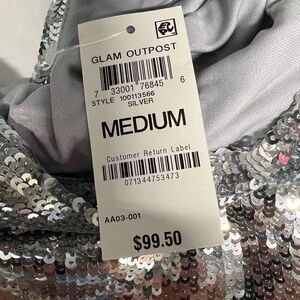 GLAM OUTPOST
7 33001 76845 6
STYLE 100113566
SILVER
MEDIUM
Customer Return Label
071344753473
AA03-001
$99.50